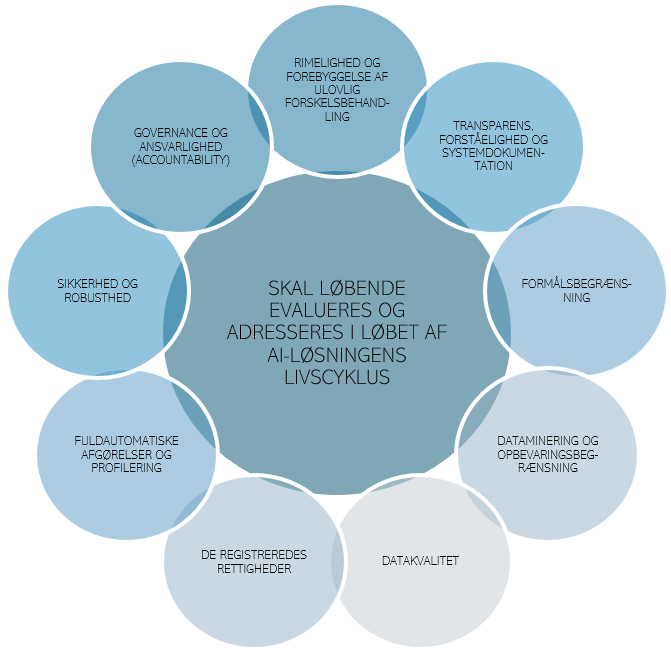 RIMELIGHED OG
FOREBYGGELSE AF
ULOVLIG
FORSKELSBEHAND-
LING
TRANSPARENS,
FORSTÅELIGHED OG
SYSTEMDOKUMEN-
TATION
FORMÅLSBEGRÆNS-
NING
DATAMINERING OG
OPBEVARINGSBEG-
RÆNSNING
DATAKVALITET
DE REGISTREREDES
RETTIGHEDER
FULDAUTOMATISKE
AFGØRELSER OG
PROFILERING
SIKKERHED OG
ROBUSTHED
GOVERNANCE OG
ANSVARLIGHED
(ACCOUNTABILITY)
SKAL LØBENDE
EVALUERES OG
ADRESSERES I LØBET AF
AI-LØSNINGENS
LIVSCYKLUS